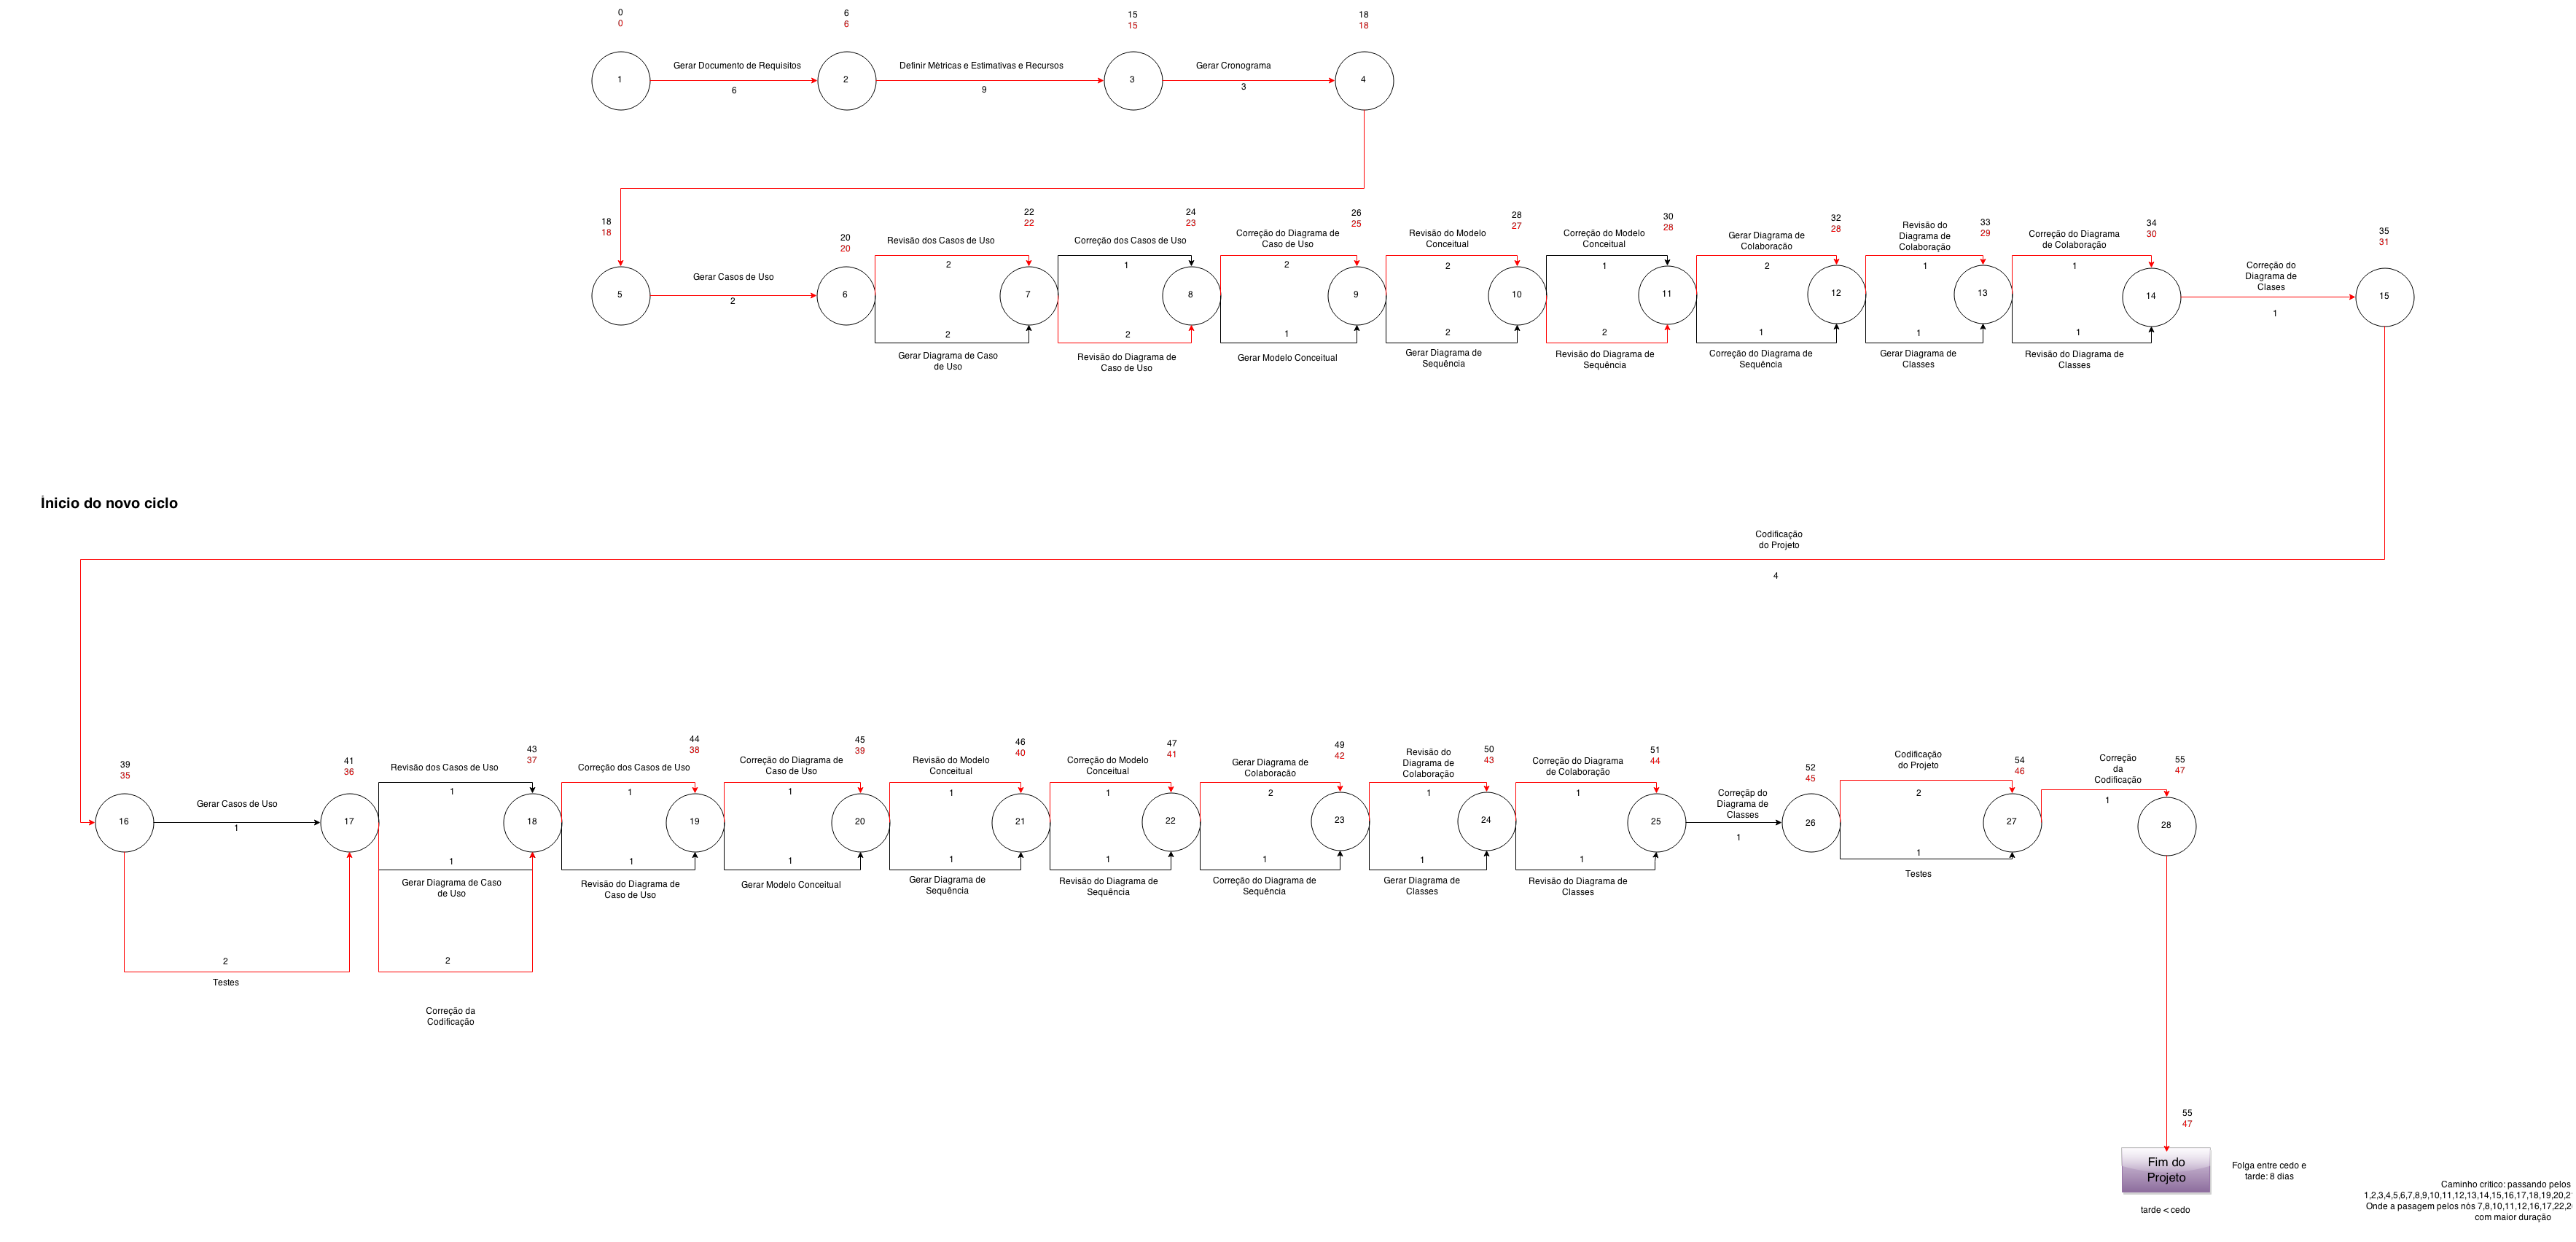 0
0
6
6
15
15
18
18
Gerar Documento de Requisitos
Definir Métricas e Estimativas e Recursos
Gerar Cronograma
1
2
3
4
6
9
3
18
18
20
20
22
22
24
23
26
25
28
27
30
28
32
28
33
29
34
30
35
31
Gerar Casos de Uso
2
Revisão dos Casos de Uso
2
Correção dos Casos de Uso
1
Correção do Diagrama de
Caso de Uso
2
Revisão do Modelo
Conceitual
2
Correção do Modelo
Conceitual
1
Gerar Diagrama de
Colaboração
2
Revisão do
Diagrama de
Colaboração
1
Correção do Diagrama
de Colaboração
1
Correção do
Diagrama de
Clases
1
5
6
7
8
9
10
11
12
13
14
15
2
Gerar Diagrama de Caso
de Uso
2
Revisão do Diagrama de
Caso de Uso
1
Gerar Modelo Conceitual
2
Gerar Diagrama de
Sequência
2
Revisão do Diagrama de
Sequência
1
Correção do Diagrama de
Sequência
1
Gerar Diagrama de
Classes
1
Revisão do Diagrama de
Classes
Ínicio do novo ciclo
Codificação
do Projeto
4
39
35
41
36
43
37
44
38
45
39
46
40
47
41
49
42
50
43
51
44
52
45
54
46
55
47
Gerar Casos de Uso
1
Revisão dos Casos de Uso
1
Correção dos Casos de Uso
1
Correção do Diagrama de
Caso de Uso
1
Revisão do Modelo
Conceitual
1
Correção do Modelo
Conceitual
1
Gerar Diagrama de
Colaboração
2
Revisão do
Diagrama de
Colaboração
1
Correção do Diagrama
de Colaboração
1
Correçãp do
Diagrama de
Classes
1
Codificação
do Projeto
2
Correção
da
Codificação
1
16
17
18
19
20
21
22
23
24
25
26
27
28
1
Gerar Diagrama de Caso
de Uso
1
Revisão do Diagrama de
Caso de Uso
1
Gerar Modelo Conceitual
1
Gerar Diagrama de
Sequência
1
Revisão do Diagrama de
Sequência
1
Correção do Diagrama de
Sequência
1
Gerar Diagrama de
Classes
1
Revisão do Diagrama de
Classes
1
Testes
2
Testes
2
Correção da
Codificação
55
47
Fim do
Projeto
Folga entre cedo e
tarde: 8 dias
tarde < cedo
Caminho critico: passando pelos
1,2,3,4,5,6,7,8,9,10,11,12,13,14,15,16,17,18,19,20,2
Onde a passagem pelos nós 7,8,10,11,12,16,17,22,2
com maior duração